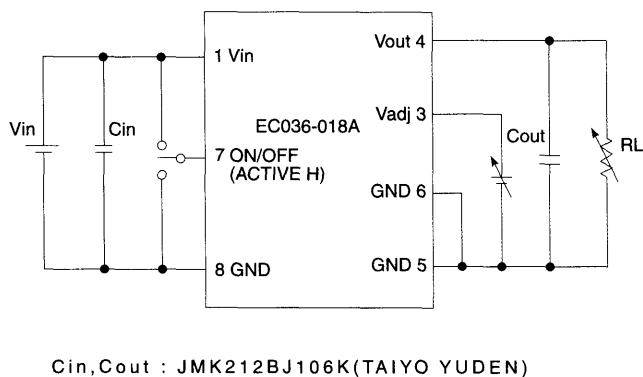 1 Vin
Vout 4
Vadj 3
EC036-018A
Vin
Cin
Cout
RL
7 ON/OFF
(ACTIVE H)
GND 6
8 GND
GND 5
Cin,Cout : JMK212BJ106K(TAIYO YUDEN)